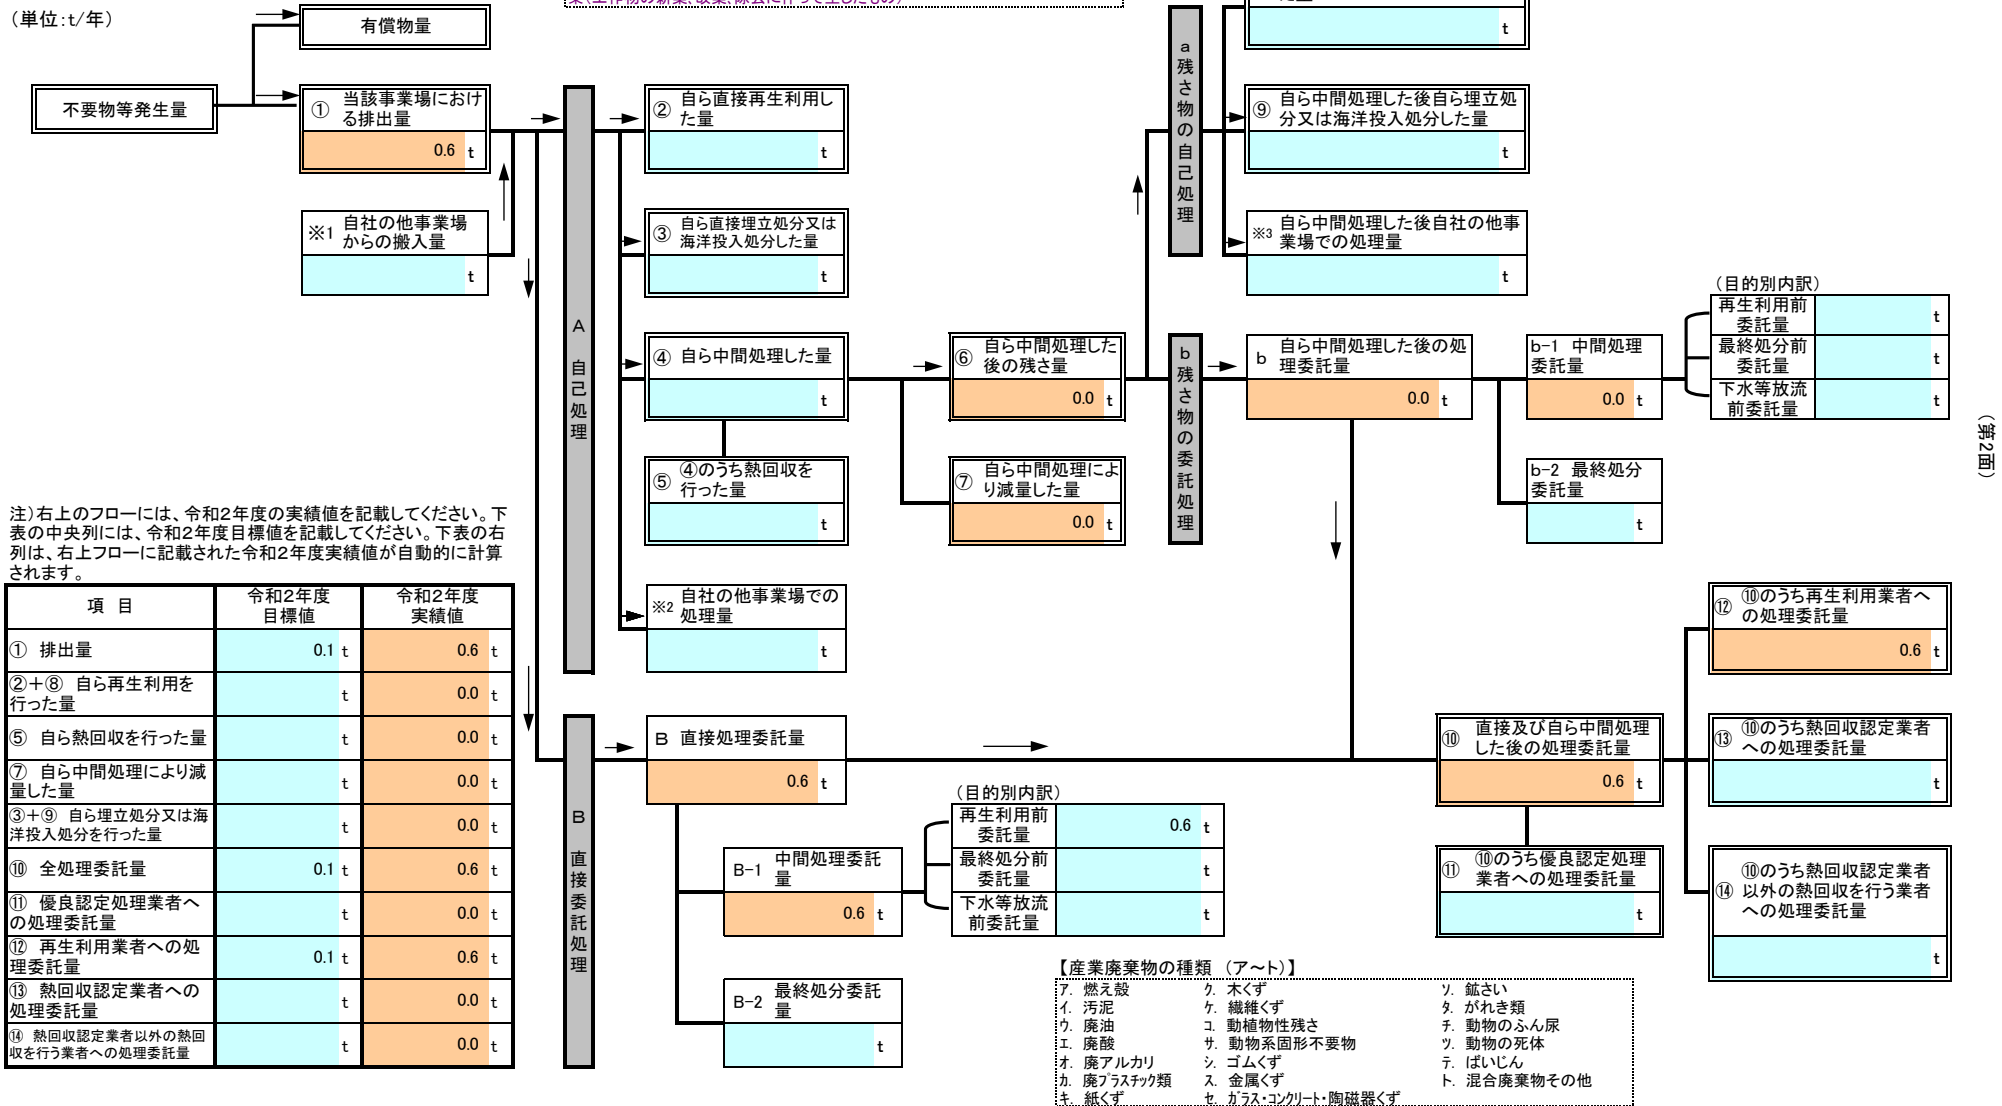 (単位:t/年)
有償物量
不要物等発生量
① 当該事業場におけ
る排出量
0.6 t
※1 自社の他事業場
からの搬入量
t
A 自己処理
② 自ら直接再生利用し
た量
t
③ 自ら直接埋立処分又は
海洋投入処分した量
t
④ 自ら中間処理した量
t
⑤ ④のうち熱回収を
行った量
t
※2 自社の他事業場での
処理量
t
⑥ 自ら中間処理した
後の残さ量
0.0 t
⑦ 自ら中間処理によ
り減量した量
0.0 t
a 残さ物の自己処理
t
⑨ 自ら中間処理した後自ら埋立処
分又は海洋投入処分した量
t
※3 自ら中間処理した後自社の他事
業場での処理量
t
b 残さ物の委託処理
b 自ら中間処理した後の処
理委託量
0.0 t
b-1 中間処理
委託量
0.0 t
b-2 最終処分
委託量
t
(目的別内訳)
再生利用前
委託量
t
最終処分前
委託量
t
下水等放流
前委託量
t
(第2面)
注)右上のフローには、令和2年度の実績値を記載してください。下
表の中央列には、令和2年度目標値を記載してください。下表の右
列は、右上フローに記載された令和2年度実績値が自動的に計算
されます。
項 目
令和2年度
目標値
令和2年度
実績値
① 排出量 0.1 t 0.6 t
②+⑧ 自ら再生利用を
行った量 t 0.0 t
⑤ 自ら熱回収を行った量 t 0.0 t
⑦ 自ら中間処理により減
量した量 t 0.0 t
③+⑨ 自ら埋立処分又は海
洋投入処分を行った量 t 0.0 t
⑩ 全処理委託量 0.1 t 0.6 t
⑪ 優良認定処理業者へ
の処理委託量 t 0.0 t
⑫ 再生利用業者への処
理委託量 0.1 t 0.6 t
⑬ 熱回収認定業者への
処理委託量 t 0.0 t
⑭ 熱回収認定業者以外の熱回
収を行う業者への処理委託量 t 0.0 t
B 直接委託処理
B 直接処理委託量
0.6 t
B-1 中間処理委託
量
0.6 t
B-2 最終処分委託
量
t
(目的別内訳)
再生利用前
委託量
0.6 t
最終処分前
委託量
t
下水等放流
前委託量
t
⑩ 直接及び自ら中間処理
した後の処理委託量
0.6 t
⑪ ⑩のうち優良認定処理
業者への処理委託量
t
⑫ ⑩のうち再生利用業者へ
の処理委託量
0.6 t
⑬ ⑩のうち熱回収認定業者
への処理委託量
t
⑭ ⑩のうち熱回収認定業者
以外の熱回収を行う業者
への処理委託量
t
【産業廃棄物の種類 (ア~ト)】
ア. 燃え殻 ク. 木くず ソ. 鉱さい
イ. 汚泥 ケ. 繊維くず タ. がれき類
ウ. 廃油 コ. 動植物性残さ チ. 動物のふん尿
エ. 廃酸 サ. 動物系固形不要物 ツ. 動物の死体
オ. 廃アルカリ シ. ゴムくず テ. ばいじん
カ. 廃プラスチック類 ス. 金属くず ト. 混合廃棄物その他
キ. 紙くず セ. ガラス・コンクリート・陶磁器くず